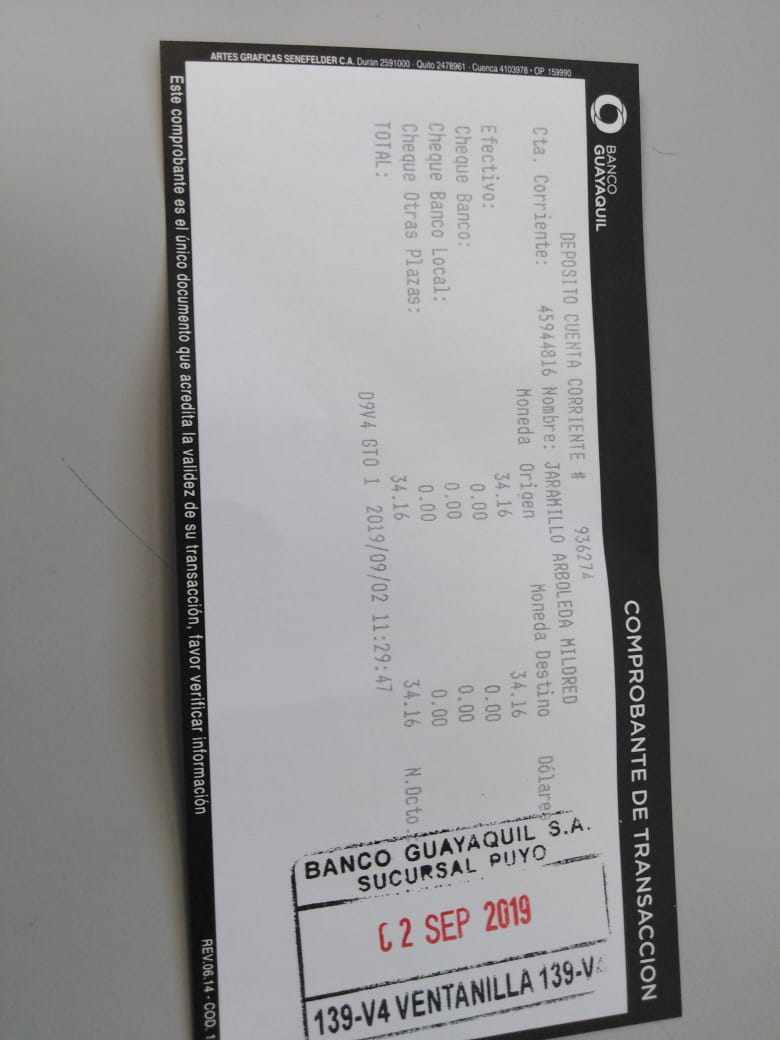 ARTES GRAFICAS SENEFELDER C.A. Durán 2591000 - Quito 2478961 - Cuenca 4103978 • OP. 159990
BANCO
GUAYAQUIL
COMPROBANTE DE TRANSACCION
DEPOSITO CUENTA CORRIENTE # 936274
Cta. Corriente: 45944816 Nombre: JARAMILLO ARBOLEDA MILDRED
Moneda Origen Moneda Destino Dólares
Efectivo: 34.16 34.16
Cheque Banco: 0.00 0.00
Cheque Banco Local: 0.00 0.00
Cheque Otras Plazas: 0.00 0.00
TOTAL: 34.16 34.16 N.Dcto.
D9V4 GTO 1 2019/09/02 11:29:47
BANCO GUAYAQUIL S.A.
SUCURSAL PUYO
02 SEP 2019
139-V4 VENTANILLA 139-V4
Este comprobante es el único documento que acredita la validez de su transacción, favor verificar información
REV.06.14 - COD. 1